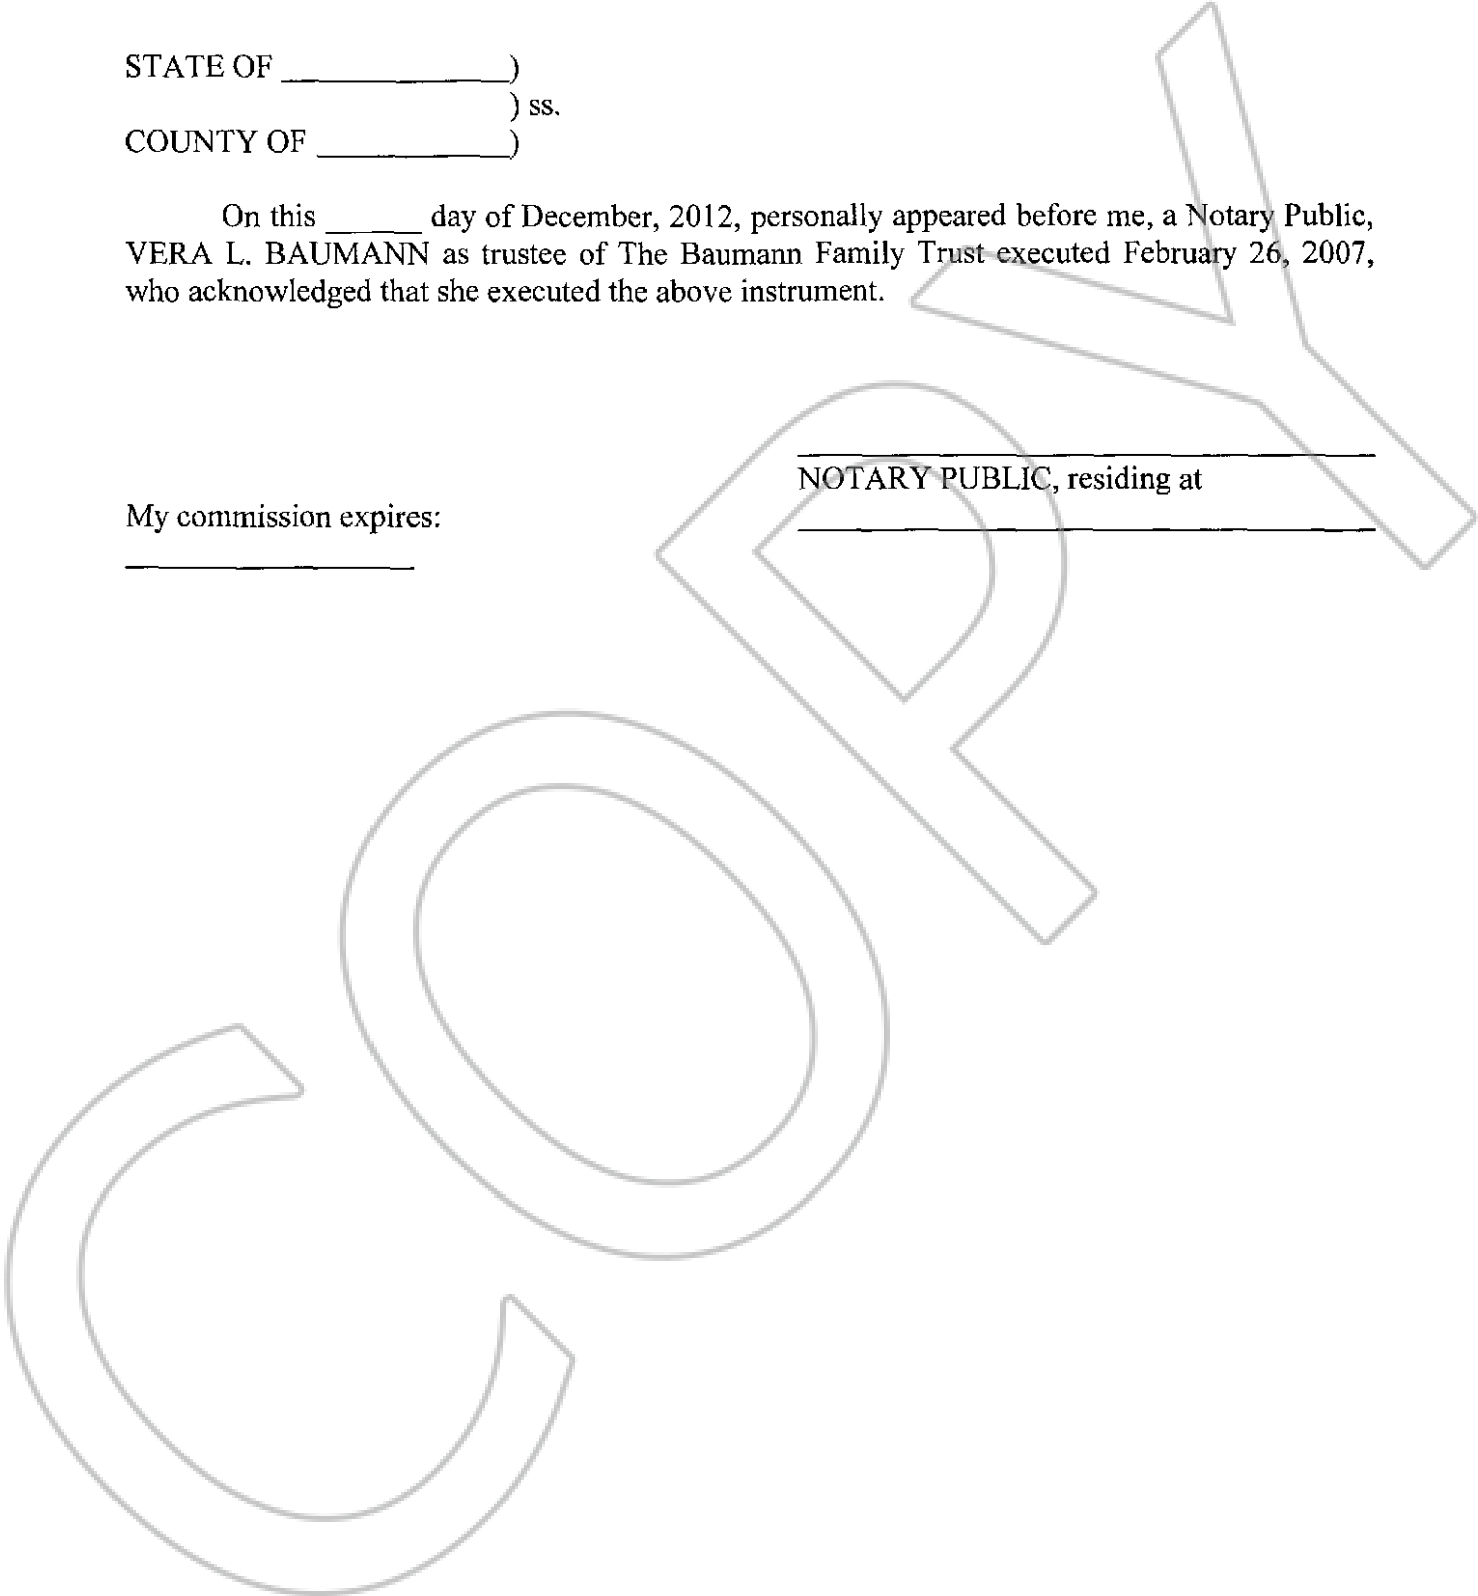 STATE OF ______________)
) ss.
COUNTY OF ____________)
On this ______ day of December, 2012, personally appeared before me, a Notary Public,
VERA L. BAUMANN as trustee of The Baumann Family Trust executed February 26, 2007,
who acknowledged that she executed the above instrument.
NOTARY PUBLIC, residing at
My commission expires:
COPY